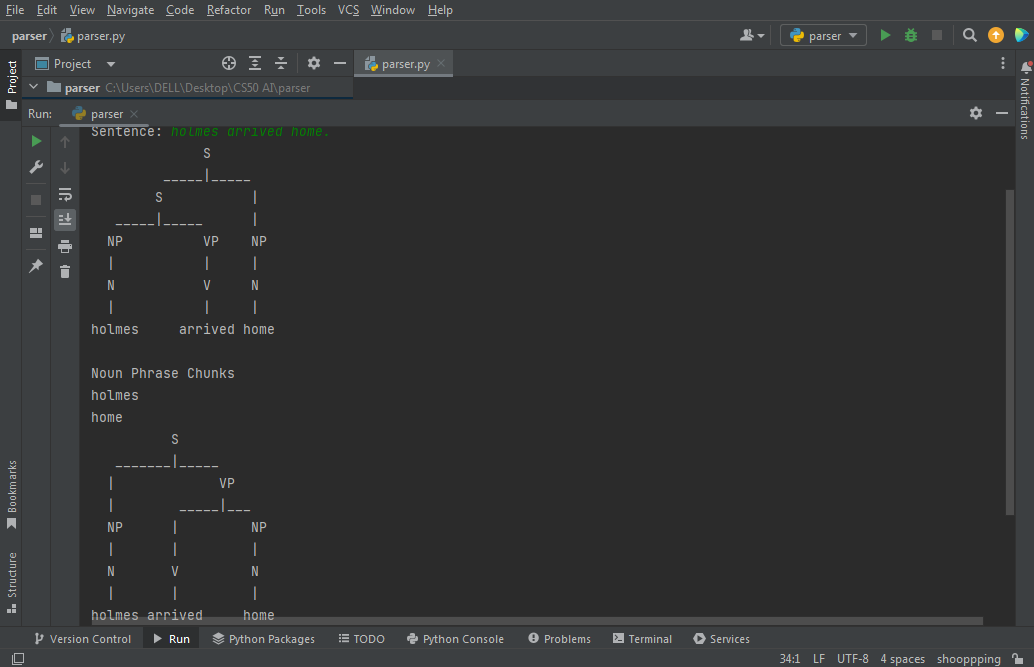 File Edit View Navigate Code Refactor Run Tools VCS Window Help
parser parser.py parser
Project parser.py
parser C:\Users\DELL\Desktop\CS50 AI\parser
Run: parser
Sentence: holmes arrived home.
S
_____|_____
S |
_____|_____ |
NP VP NP
| | |
N V N
| | |
holmes arrived home
Noun Phrase Chunks
holmes
home
S
_______|_____
| VP
| _____|___
NP | NP
| | |
N V N
| | |
holmes arrived home
Project
Bookmarks
Structure
Notifications
Version Control Run Python Packages TODO Python Console Problems Terminal Services
34:1 LF UTF-8 4 spaces shooppping